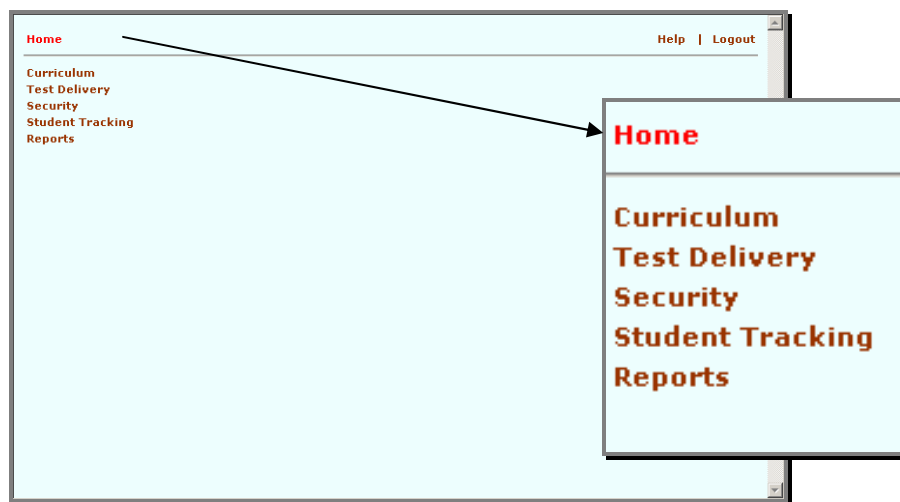 Home Help | Logout
Curriculum
Test Delivery
Security
Student Tracking
Reports
Home
Curriculum
Test Delivery
Security
Student Tracking
Reports